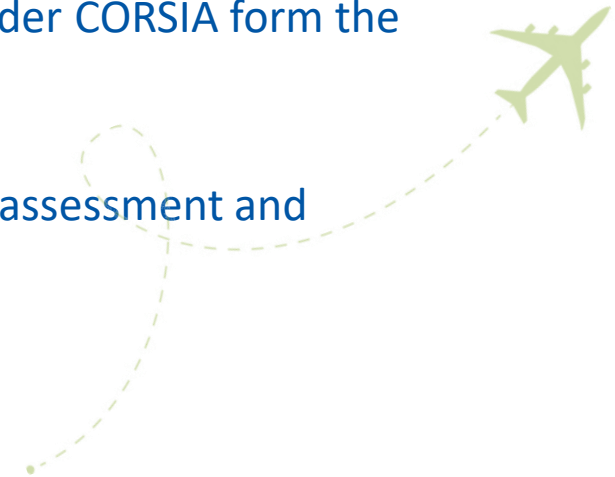 der CORSIA form the
assessment and